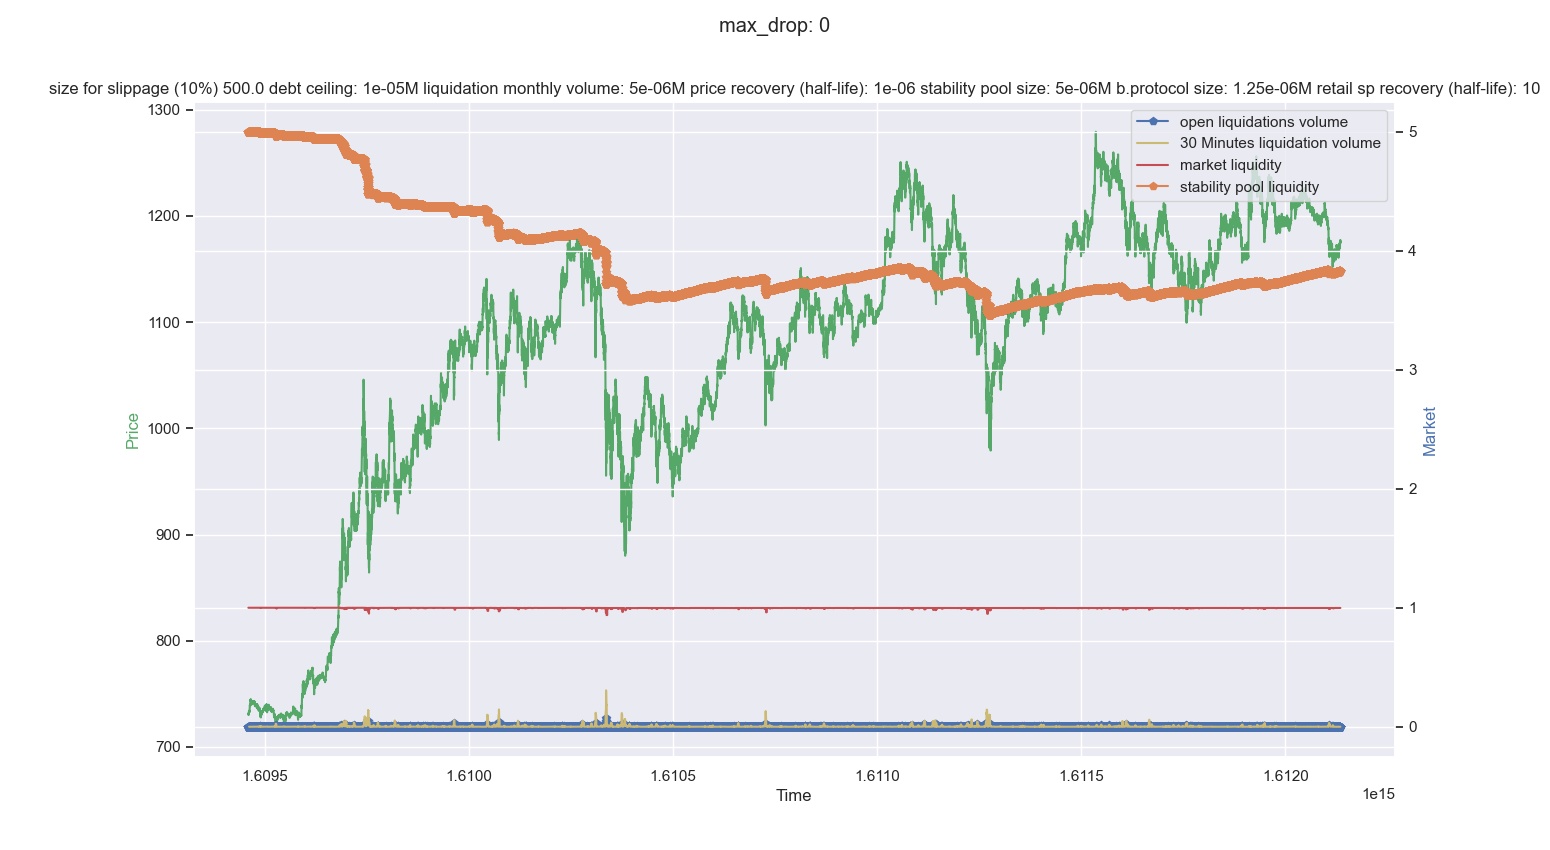 max_drop: 0
size for slippage (10%) 500.0 debt ceiling: 1e-05M liquidation monthly volume: 5e-06M price recovery (half-life): 1e-06 stability pool size: 5e-06M b.protocol size: 1.25e-06M retail sp recovery (half-life): 10
open liquidations volume
30 Minutes liquidation volume
market liquidity
stability pool liquidity
1300
1200
1100
1000
900
800
700
Price
5
4
3
2
1
0
Market
1.6095
1.6100
1.6105
1.6110
1.6115
1.6120
1e15
Time